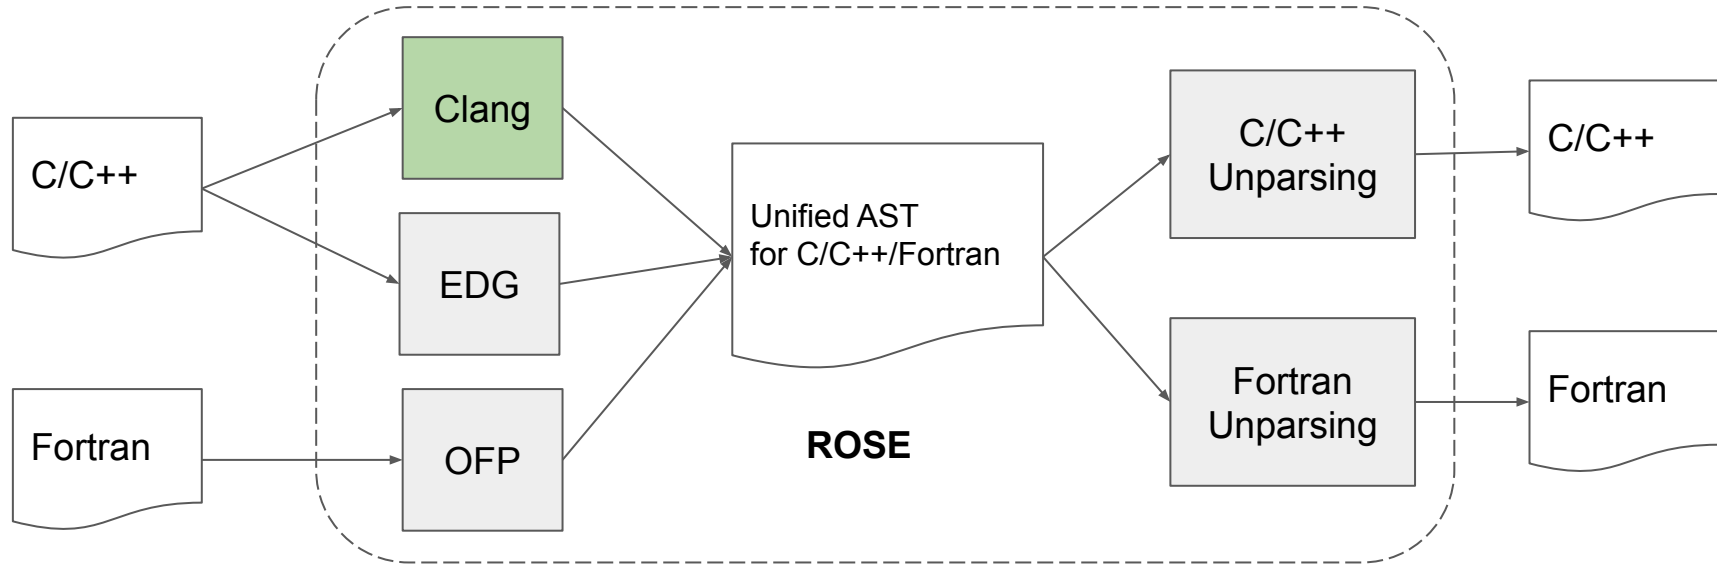 C/C++
Fortran
Clang
EDG
OFP
Unified AST
for C/C++/Fortran
ROSE
C/C++
Unparsing
Fortran
Unparsing
C/C++
Fortran